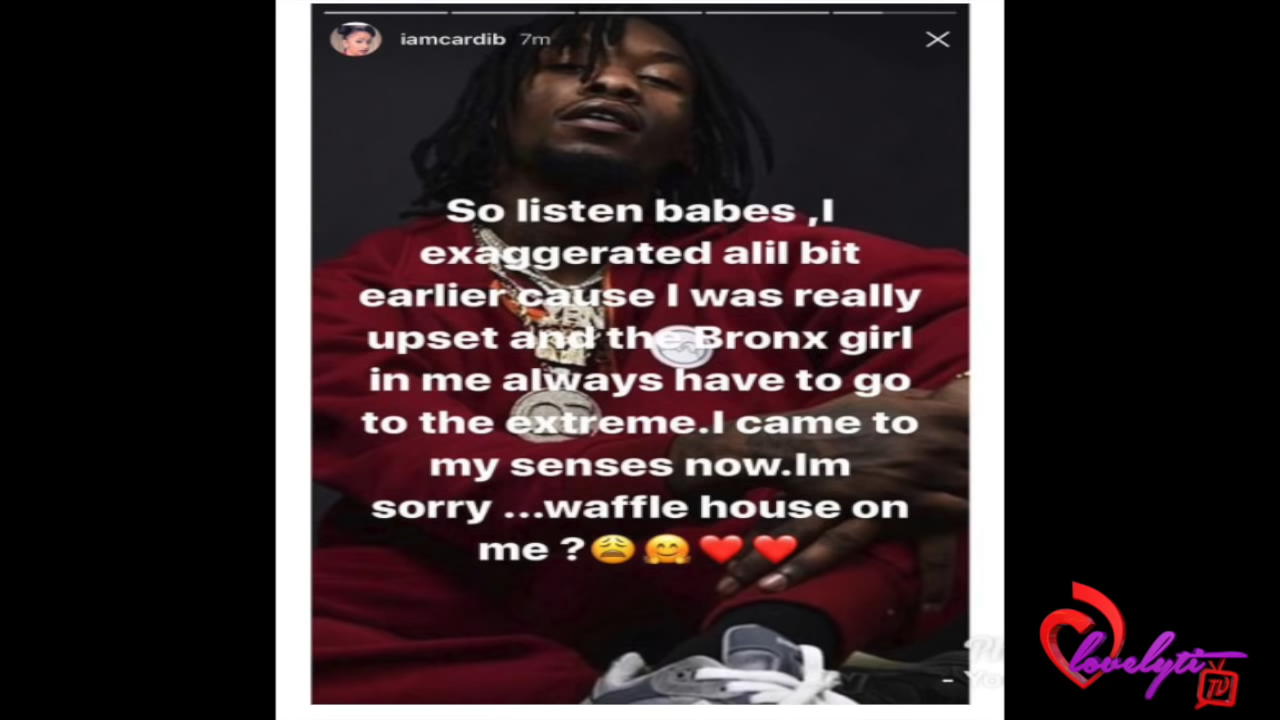 iamcardib 7m
So listen babes ,I
exaggerated alil bit
earlier cause I was really
upset and the Bronx girl
in me always have to go
to the extreme.I came to
my senses now.Im
sorry ...waffle house on
me ?😩🤗❤️❤️
lovelyti
TV